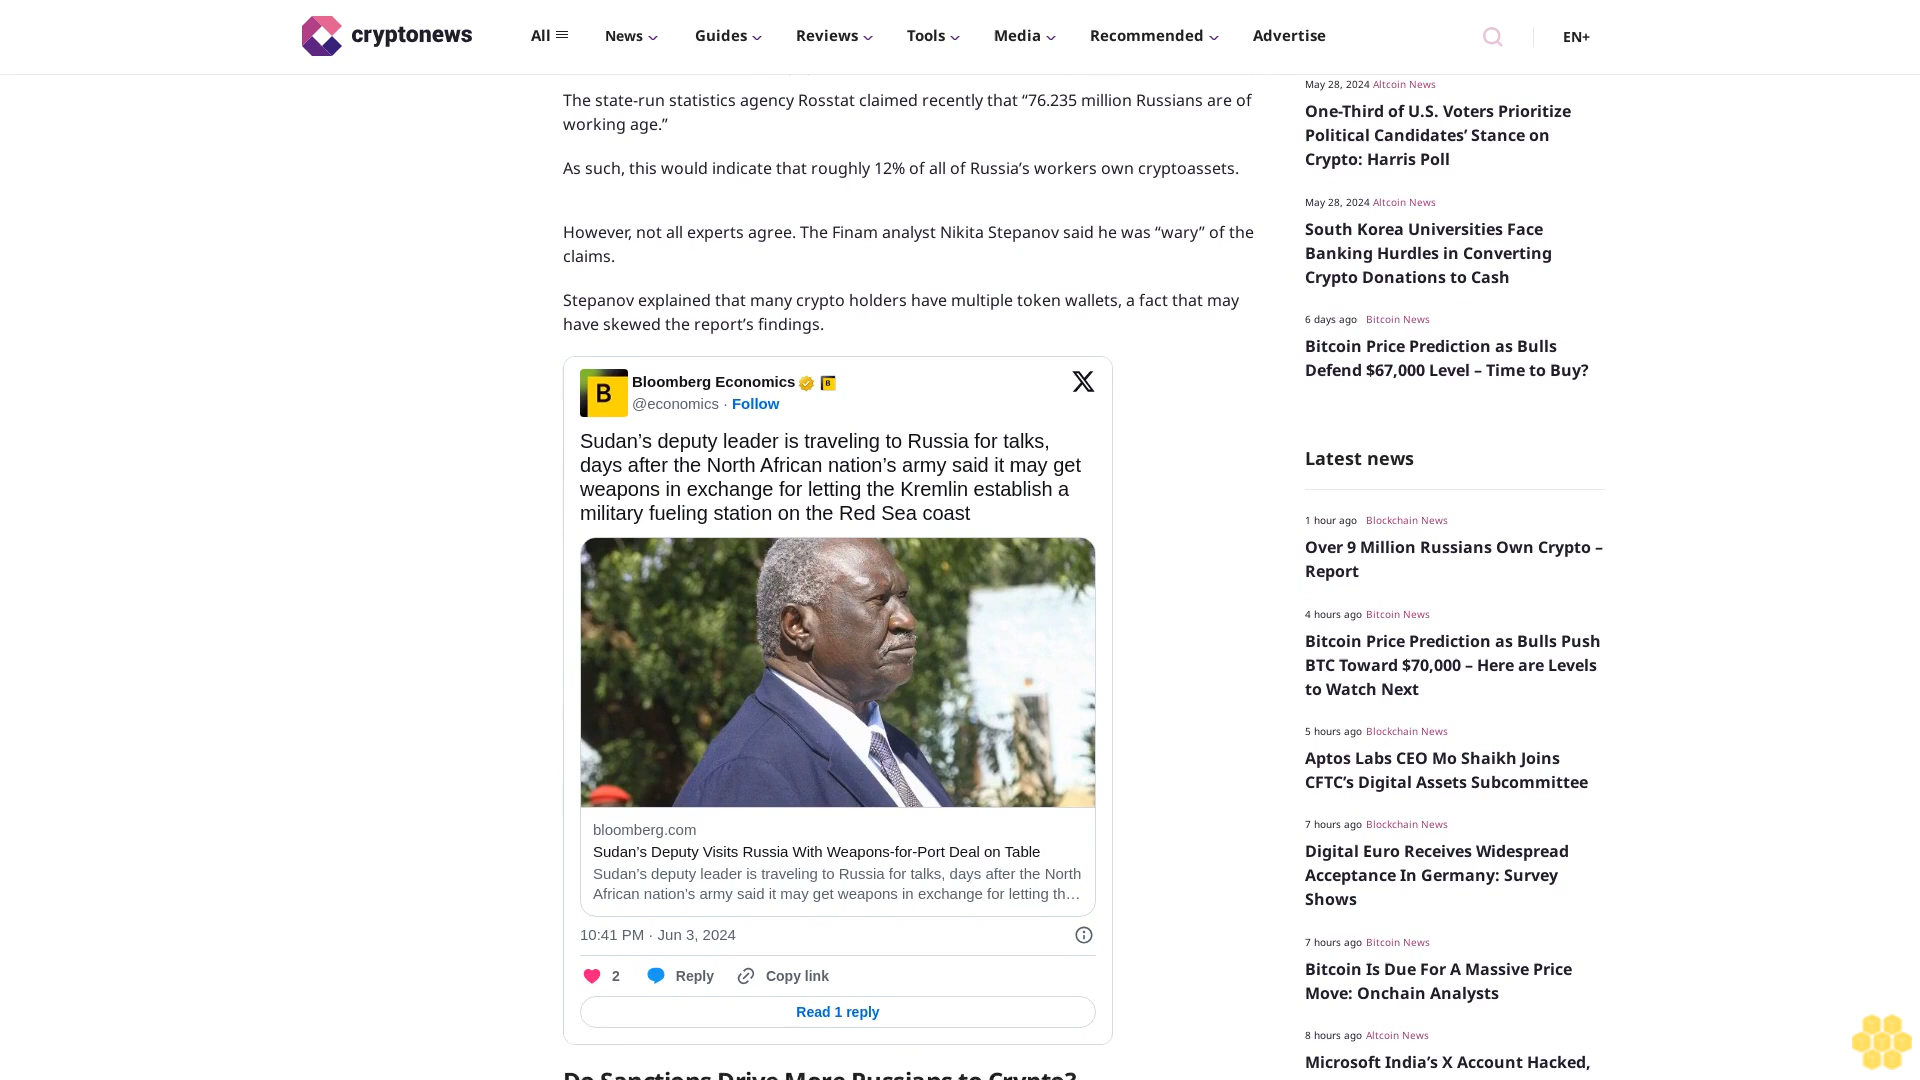 cryptonews
All
News
Guides
Reviews
Tools
Media
Recommended
Advertise
EN+
The state-run statistics agency Rosstat claimed recently that “76.235 million Russians are of
working age.”
As such, this would indicate that roughly 12% of all of Russia’s workers own cryptoassets.
However, not all experts agree. The Finam analyst Nikita Stepanov said he was “wary” of the
claims.
Stepanov explained that many crypto holders have multiple token wallets, a fact that may
have skewed the report’s findings.
B
Bloomberg Economics
B
@economics · Follow
Sudan’s deputy leader is traveling to Russia for talks,
days after the North African nation’s army said it may get
weapons in exchange for letting the Kremlin establish a
military fueling station on the Red Sea coast
bloomberg.com
Sudan’s Deputy Visits Russia With Weapons-for-Port Deal on Table
Sudan’s deputy leader is traveling to Russia for talks, days after the North
African nation’s army said it may get weapons in exchange for letting th…
10:41 PM · Jun 3, 2024
2
Reply
Copy link
Read 1 reply
Do Sanctions Drive More Russians to Crypto?
May 28, 2024 Altcoin News
One-Third of U.S. Voters Prioritize
Political Candidates’ Stance on
Crypto: Harris Poll
May 28, 2024 Altcoin News
South Korea Universities Face
Banking Hurdles in Converting
Crypto Donations to Cash
6 days ago Bitcoin News
Bitcoin Price Prediction as Bulls
Defend $67,000 Level – Time to Buy?
Latest news
1 hour ago Blockchain News
Over 9 Million Russians Own Crypto –
Report
4 hours ago Bitcoin News
Bitcoin Price Prediction as Bulls Push
BTC Toward $70,000 – Here are Levels
to Watch Next
5 hours ago Blockchain News
Aptos Labs CEO Mo Shaikh Joins
CFTC’s Digital Assets Subcommittee
7 hours ago Blockchain News
Digital Euro Receives Widespread
Acceptance In Germany: Survey
Shows
7 hours ago Bitcoin News
Bitcoin Is Due For A Massive Price
Move: Onchain Analysts
8 hours ago Altcoin News
Microsoft India’s X Account Hacked,